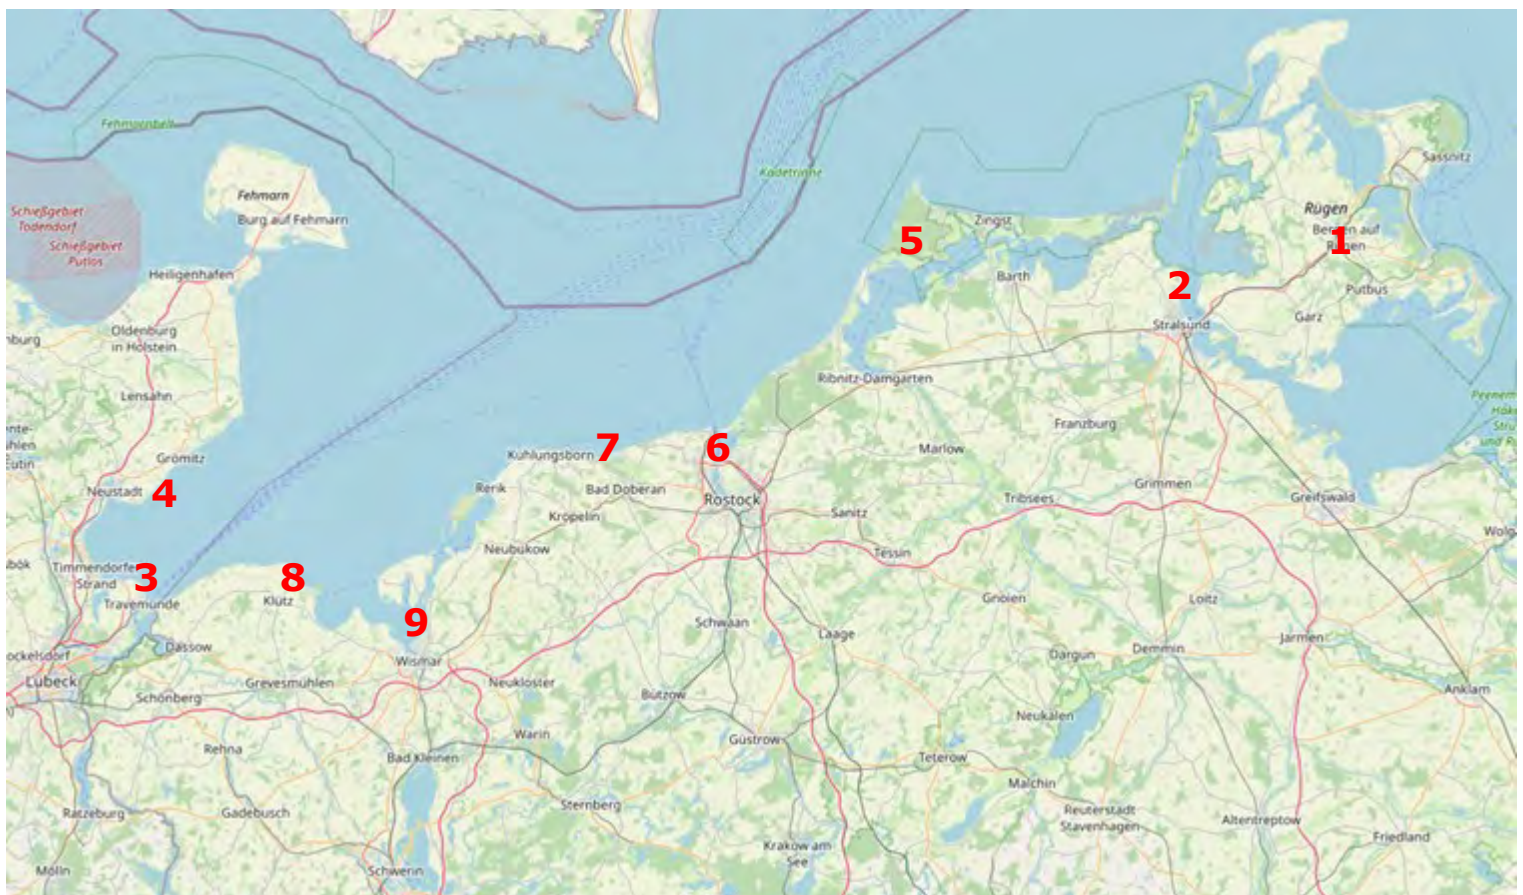 Fehmarnbelt
Sassnitz
Kadetrinne
Fehmarn
Schießgebiet
Todendorf
Burg auf Fehmarn
Rügen
Zingst
Bergen auf
Rügen
1
5
Schießgebiet
Putlos
Heiligenhafen
Barth
2
Putbus
Garz
Stralsund
Oldenburg
in Holstein
Ribnitz-Damgarten
Lensahn
Franzburg
Grömitz
Kühlungsborn
7
6
Marlow
Neustadt
4
Rerik
Bad Doberan
Rostock
Tribsees
Grimmen
Greifswald
Kröpelin
Sanitz
Neubukow
Tessin
Timmendorfer
Strand
3
8
Travemünde
Klütz
Gnoien
Loitz
9
Schwaan
Laage
Jarmen
Dassow
Wismar
Dargun
Demmin
Lübeck
Schönberg
Grevesmühlen
Neukloster
Bützow
Anklam
Neukalen
Warin
Güstrow
Rehna
Bad Kleinen
Teterow
Malchin
Ratzeburg
Gadebusch
Sternberg
Reuterstadt
Stavenhagen
Altentreptow
Friedland
Krakow am
See
Mölln
Schwerin